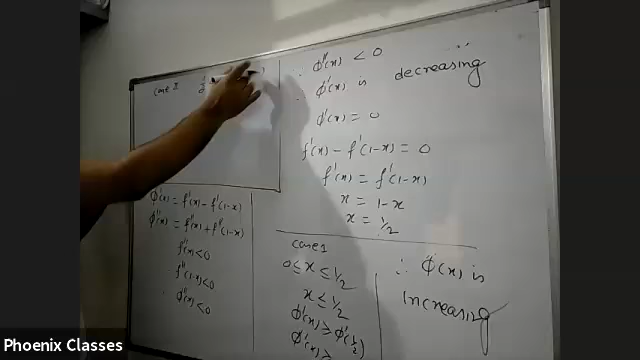 Case II
φ'(x) = f'(x) - f'(1-x)
φ''(x) = f''(x) + f''(1-x)
f''(x) < 0
f''(1-x) < 0
φ''(x) < 0
∴ φ''(x) < 0
∴ φ'(x) is decreasing
φ'(x) = 0
f'(x) - f'(1-x) = 0
f'(x) = f'(1-x)
x = 1-x
x = 1/2
Case 1
0 ≤ x ≤ 1/2
x ≤ 1/2
φ'(x) ≥ φ'(1/2)
φ'(x) ≥
∴ φ(x) is
increasing
Phoenix Classes